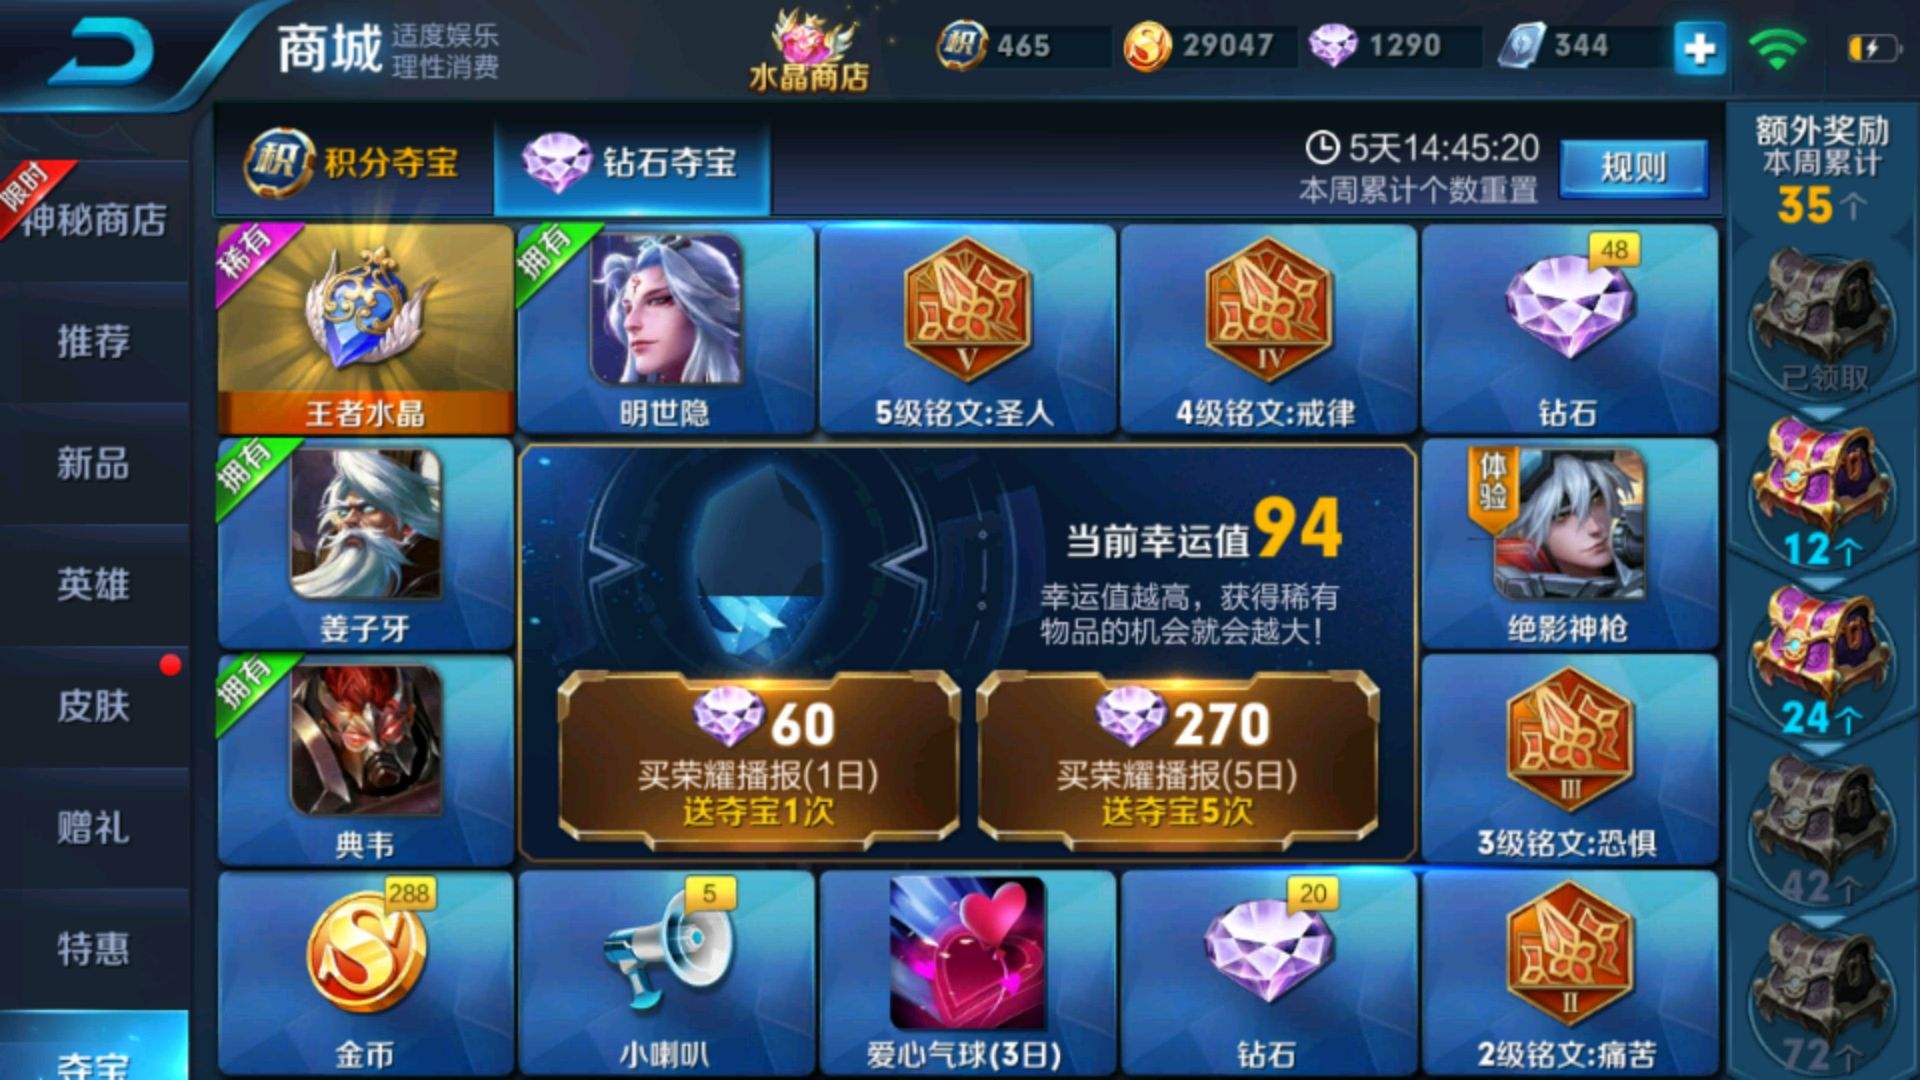 商城
适度娱乐
理性消费
水晶商店
积 465
29047
1290
344
限时
神秘商店
推荐
新品
英雄
皮肤
赠礼
特惠
夺宝
积 积分夺宝
钻石夺宝
5天14:45:20
本周累计个数重置
规则
额外奖励
本周累计
35个
已领取
12个
24个
42个
72个
稀有
王者水晶
拥有
明世隐
V
5级铭文:圣人
IV
4级铭文:戒律
48
钻石
拥有
姜子牙
当前幸运值94
幸运值越高，获得稀有
物品的机会就会越大！
体验
绝影神枪
拥有
典韦
60
买荣耀播报(1日)
送夺宝1次
270
买荣耀播报(5日)
送夺宝5次
III
3级铭文:恐惧
288
金币
5
小喇叭
爱心气球(3日)
20
钻石
II
2级铭文:痛苦